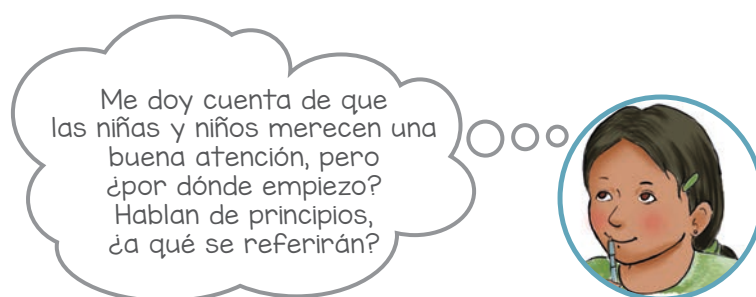 Me doy cuenta de que
las niñas y niños merecen una
buena atención, pero
¿por dónde empiezo?
Hablan de principios,
¿a qué se referirán?